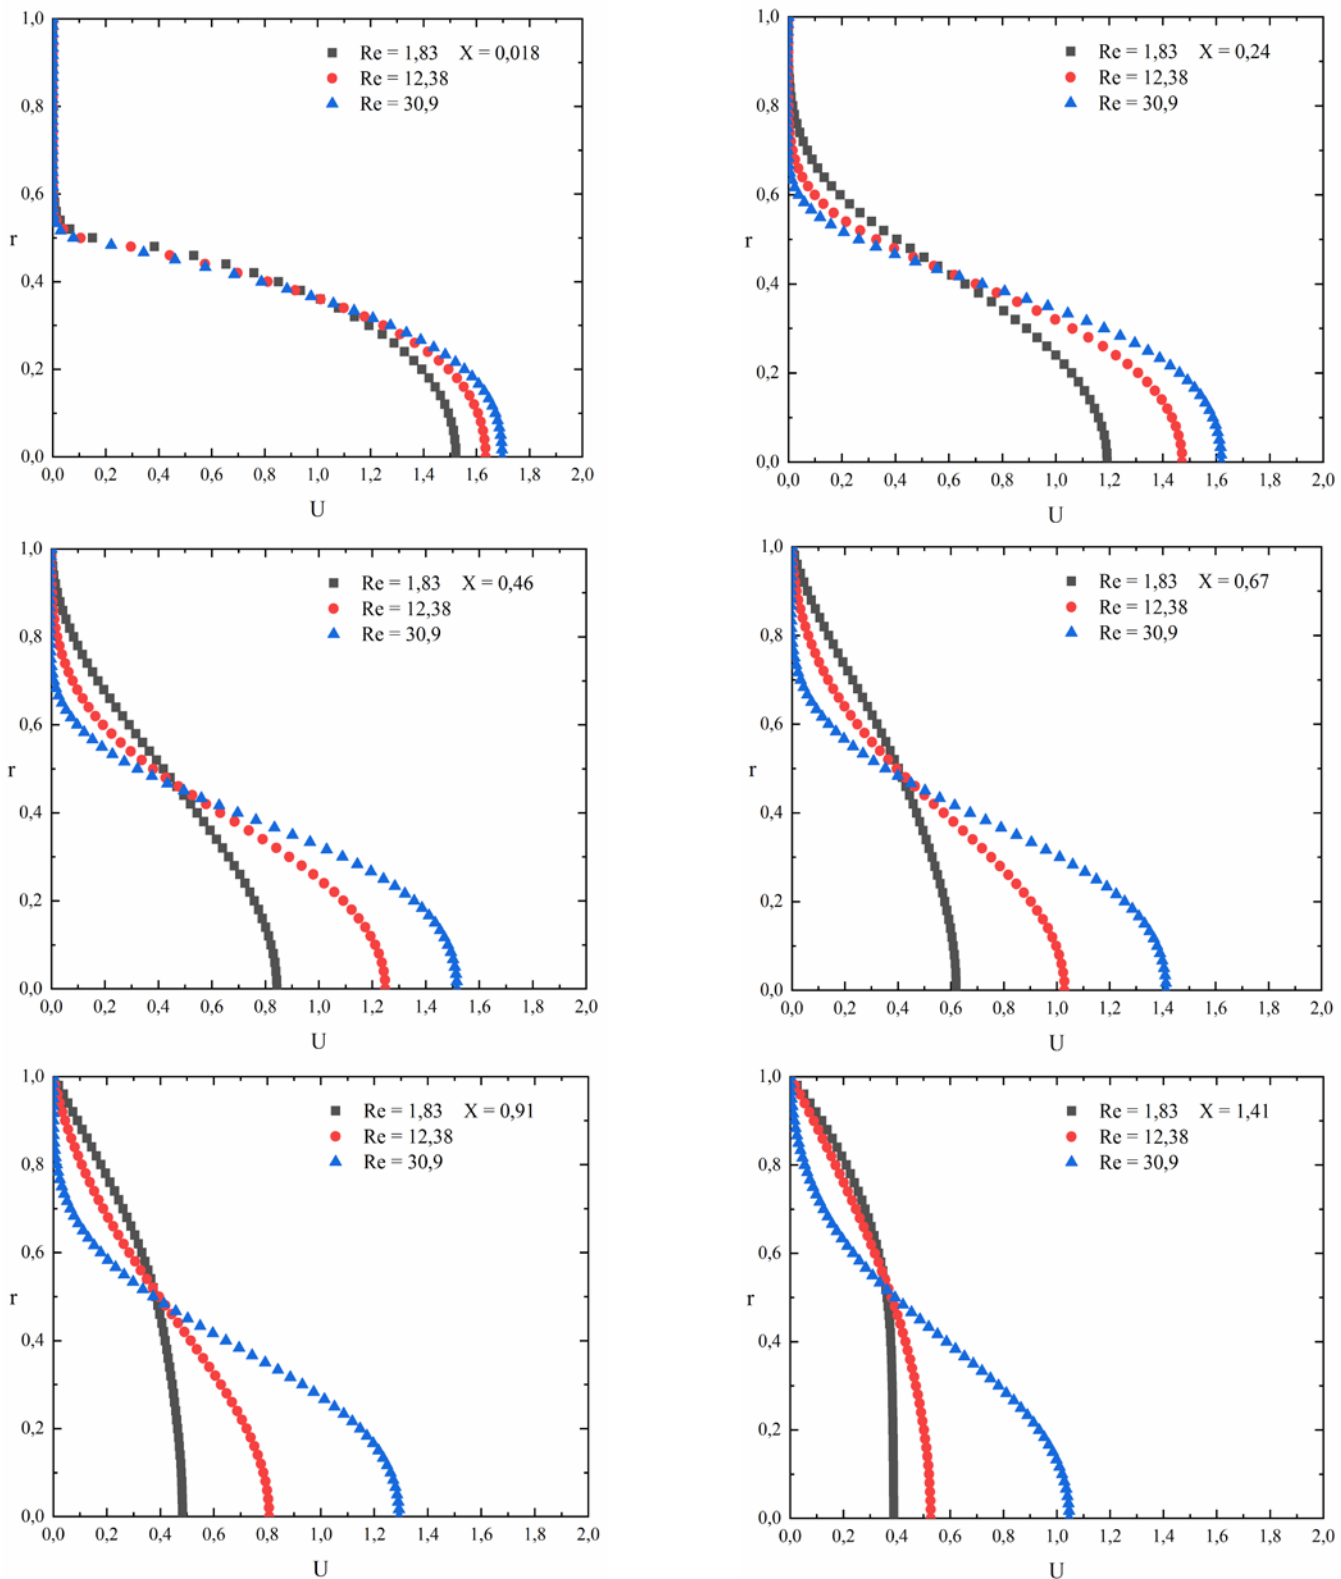 1,0
Re = 1,83 X = 0,018
Re = 12,38
Re = 30,9
0,8
0,6
r
0,4
0,2
0,0
0,0 0,2 0,4 0,6 0,8 1,0 1,2 1,4 1,6 1,8 2,0
U
1,0
Re = 1,83 X = 0,24
Re = 12,38
Re = 30,9
0,8
0,6
r
0,4
0,2
0,0
0,0 0,2 0,4 0,6 0,8 1,0 1,2 1,4 1,6 1,8 2,0
U
1,0
Re = 1,83 X = 0,46
Re = 12,38
Re = 30,9
0,8
0,6
r
0,4
0,2
0,0
0,0 0,2 0,4 0,6 0,8 1,0 1,2 1,4 1,6 1,8 2,0
U
1,0
Re = 1,83 X = 0,67
Re = 12,38
Re = 30,9
0,8
0,6
r
0,4
0,2
0,0
0,0 0,2 0,4 0,6 0,8 1,0 1,2 1,4 1,6 1,8 2,0
U
1,0
Re = 1,83 X = 0,91
Re = 12,38
Re = 30,9
0,8
0,6
r
0,4
0,2
0,0
0,0 0,2 0,4 0,6 0,8 1,0 1,2 1,4 1,6 1,8 2,0
U
1,0
Re = 1,83 X = 1,41
Re = 12,38
Re = 30,9
0,8
0,6
r
0,4
0,2
0,0
0,0 0,2 0,4 0,6 0,8 1,0 1,2 1,4 1,6 1,8 2,0
U